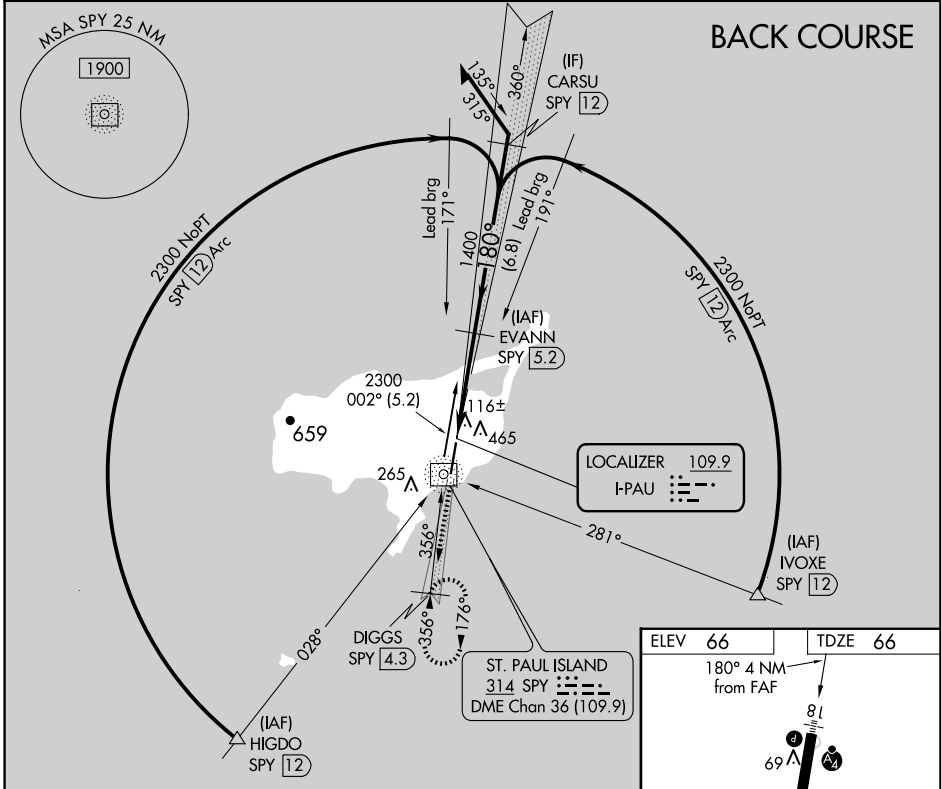 BACK COURSE
MSA SPY 25 NM
1900
135°
315°
360°
(IF)
CARSU
SPY 12
Lead brg
171°
1400
180°
(6.8)
Lead brg
191°
2300 NoPT
SPY 12 Arc
2300 NoPT
SPY 12 Arc
(IAF)
EVANN
SPY 5.2
2300
002° (5.2)
116±
465
659
265
LOCALIZER 109.9
I-PAU
281°
(IAF)
IVOXE
SPY 12
356°
356°
176°
DIGGS
SPY 4.3
028°
ST. PAUL ISLAND
314 SPY
DME Chan 36 (109.9)
(IAF)
HIGDO
SPY 12
ELEV 66
TDZE 66
180° 4 NM
from FAF
18
P
69
A4